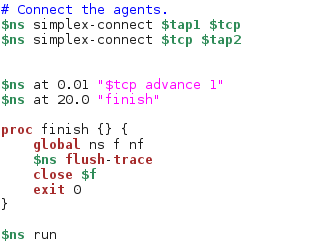 # Connect the agents.
$ns simplex-connect $tap1 $tcp
$ns simplex-connect $tcp $tap2
$ns at 0.01 "$tcp advance 1"
$ns at 20.0 "finish"
proc finish {} {
global ns f nf
$ns flush-trace
close $f
exit 0
}
$ns run